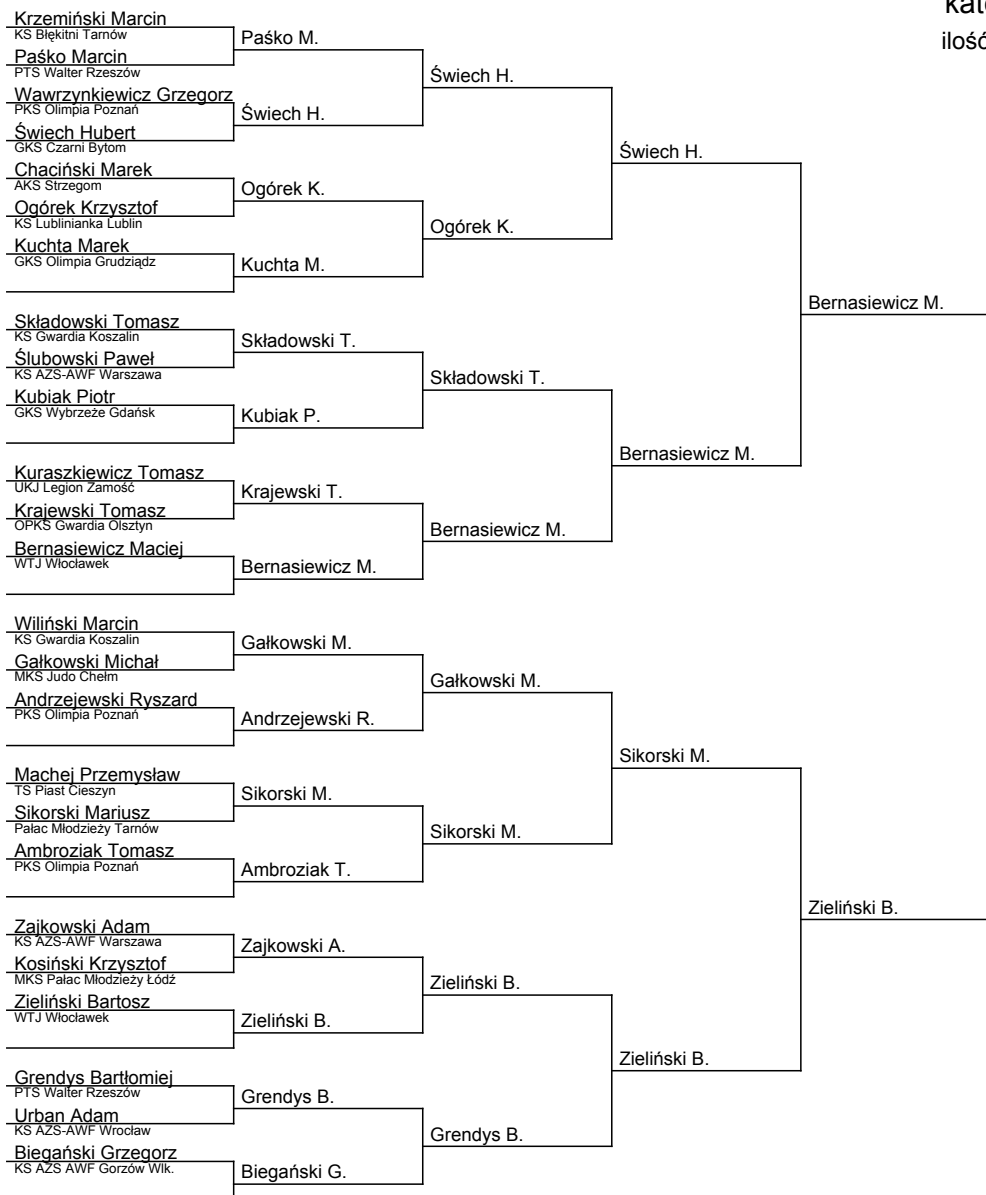 kate
ilość
Krzemiński Marcin
KS Błękitni Tarnów
Paśko M.
Paśko Marcin
PTS Walter Rzeszów
Świech H.
Wawrzynkiewicz Grzegorz
PKS Olimpia Poznań
Świech H.
Świech Hubert
GKS Czarni Bytom
Świech H.
Chaciński Marek
AKS Strzegom
Ogórek K.
Ogórek Krzysztof
KS Lublinianka Lublin
Ogórek K.
Kuchta Marek
GKS Olimpia Grudziądz
Kuchta M.
Bernasiewicz M.
Składowski Tomasz
KS Gwardia Koszalin
Składowski T.
Ślubowski Paweł
KS AZS-AWF Warszawa
Składowski T.
Kubiak Piotr
GKS Wybrzeże Gdańsk
Kubiak P.
Bernasiewicz M.
Kuraszkiewicz Tomasz
UKJ Legion Zamość
Krajewski T.
Krajewski Tomasz
OPKS Gwardia Olsztyn
Bernasiewicz M.
Bernasiewicz Maciej
WTJ Włocławek
Bernasiewicz M.
Wiliński Marcin
KS Gwardia Koszalin
Gałkowski M.
Gałkowski Michał
MKS Judo Chełm
Gałkowski M.
Andrzejewski Ryszard
PKS Olimpia Poznań
Andrzejewski R.
Sikorski M.
Machej Przemysław
TS Piast Cieszyn
Sikorski M.
Sikorski Mariusz
Pałac Młodzieży Tarnów
Sikorski M.
Ambroziak Tomasz
PKS Olimpia Poznań
Ambroziak T.
Zieliński B.
Zajkowski Adam
KS AZS-AWF Warszawa
Zajkowski A.
Kosiński Krzysztof
MKS Pałac Młodzieży Łódź
Zieliński B.
Zieliński Bartosz
WTJ Włocławek
Zieliński B.
Zieliński B.
Grendys Bartłomiej
PTS Walter Rzeszów
Grendys B.
Urban Adam
KS AZS-AWF Wrocław
Grendys B.
Biegański Grzegorz
KS AZS AWF Gorzów Wlk.
Biegański G.